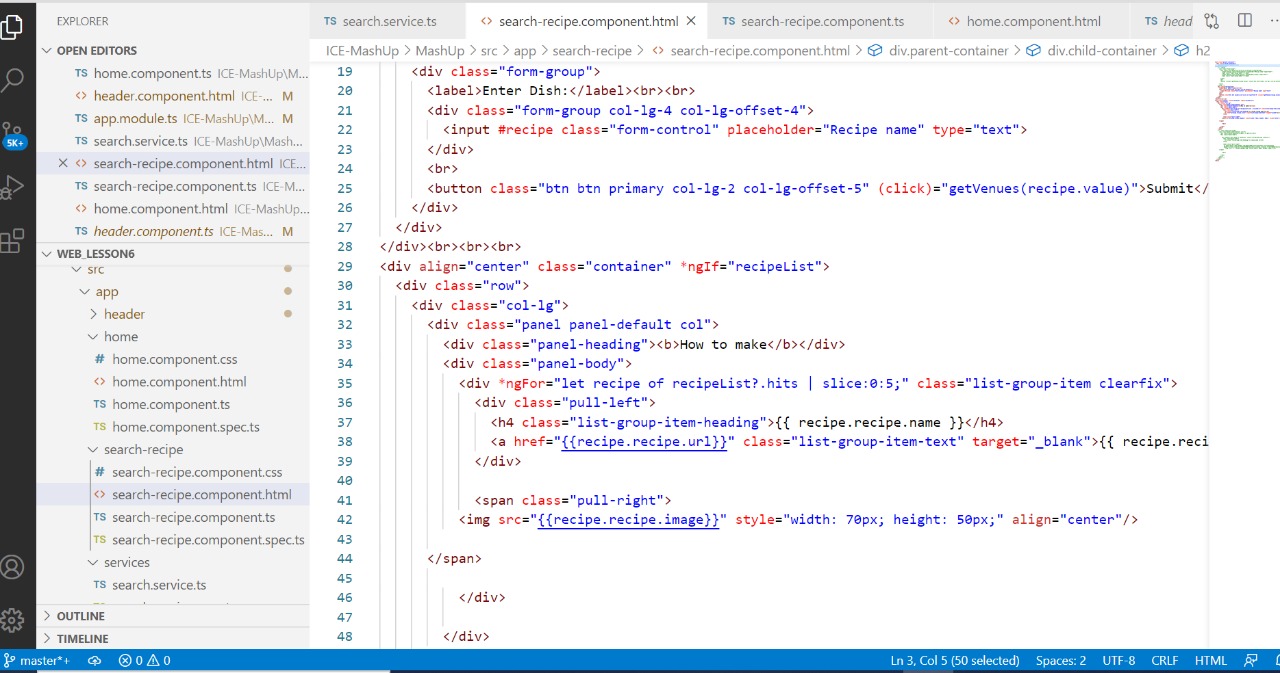 EXPLORER
OPEN EDITORS
TS home.component.ts ICE-MashUp\M...
<> header.component.html ICE-... M
TS app.module.ts ICE-MashUp\M... M
TS search.service.ts ICE-MashUp\Mash...
<> search-recipe.component.html ICE...
TS search-recipe.component.ts ICE-M...
<> home.component.html ICE-MashUp...
TS header.component.ts ICE-Mas... M
WEB_LESSON6
src
app
header
home
# home.component.css
<> home.component.html
TS home.component.ts
TS home.component.spec.ts
search-recipe
# search-recipe.component.css
<> search-recipe.component.html
TS search-recipe.component.ts
TS search-recipe.component.spec.ts
services
TS search.service.ts
OUTLINE
TIMELINE
5K+
TS search.service.ts <> search-recipe.component.html TS search-recipe.component.ts <> home.component.html TS head
ICE-MashUp > MashUp > src > app > search-recipe > <> search-recipe.component.html > div.parent-container > div.child-container > h2
19 <div class="form-group">
20 <label>Enter Dish:</label><br><br>
21 <div class="form-group col-lg-4 col-lg-offset-4">
22 <input #recipe class="form-control" placeholder="Recipe name" type="text">
23 </div>
24 <br>
25 <button class="btn btn primary col-lg-2 col-lg-offset-5" (click)="getVenues(recipe.value)">Submit</
26 </div>
27 </div>
28 </div><br><br><br>
29 <div align="center" class="container" *ngIf="recipeList">
30 <div class="row">
31 <div class="col-lg">
32 <div class="panel panel-default col">
33 <div class="panel-heading"><b>How to make</b></div>
34 <div class="panel-body">
35 <div *ngFor="let recipe of recipeList?.hits | slice:0:5;" class="list-group-item clearfix">
36 <div class="pull-left">
37 <h4 class="list-group-item-heading">{{ recipe.recipe.name }}</h4>
38 <a href="{{recipe.recipe.url}}" class="list-group-item-text" target="_blank">{{ recipe.reci
39 </div>
40
41 <span class="pull-right">
42 <img src="{{recipe.recipe.image}}" style="width: 70px; height: 50px;" align="center"/>
43
44 </span>
45
46 </div>
47
48 </div>
master*+ 0 0 Ln 3, Col 5 (50 selected) Spaces: 2 UTF-8 CRLF HTML